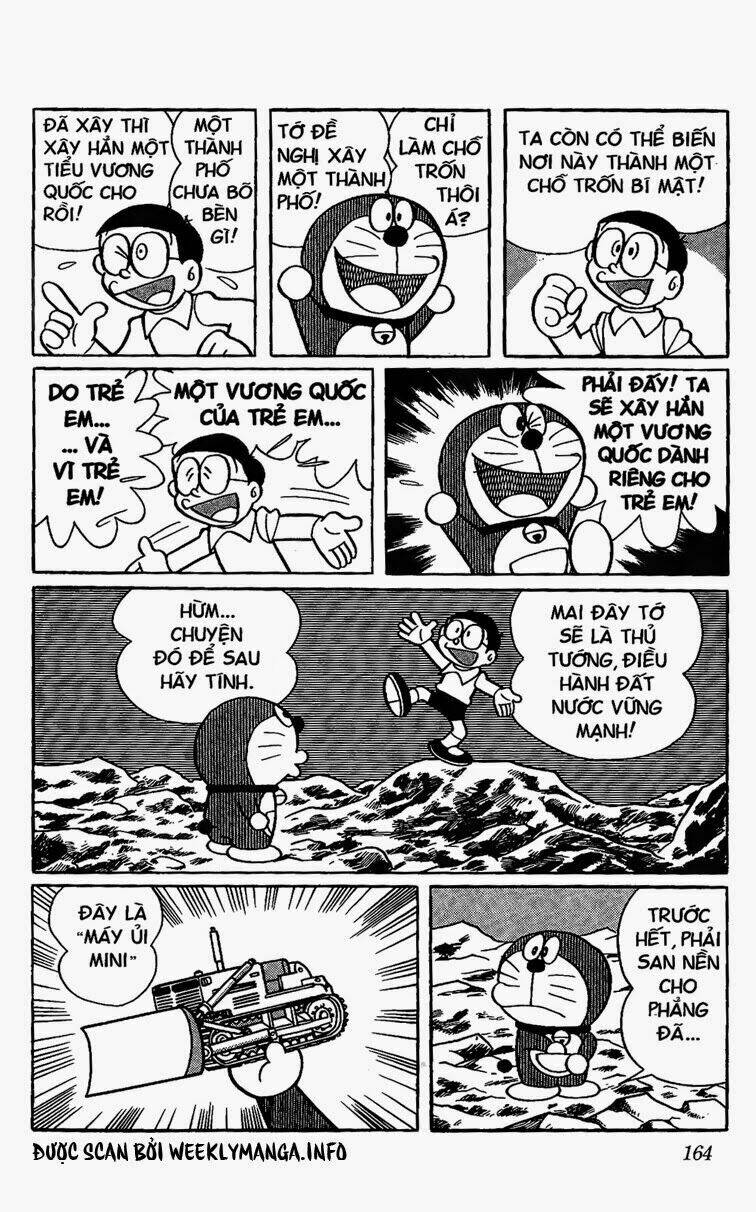 TA CÒN CÓ THỂ BIẾN
NƠI NÀY THÀNH MỘT
CHỖ TRỐN BÍ MẬT!
CHỈ
LÀM CHỖ
TRỐN
THÔI
Á?
TỚ ĐỀ
NGHỊ XÂY
MỘT THÀNH
PHỐ!
MỘT
THÀNH
PHỐ
CHƯA BÕ
BÈN
GÌ!
ĐÃ XÂY THÌ
XÂY HẲN MỘT
TIỂU VƯƠNG
QUỐC CHO
RỒI!
PHẢI ĐẤY! TA
SẼ XÂY HẲN
MỘT VƯƠNG
QUỐC DÀNH
RIÊNG CHO
TRẺ EM!
MỘT VƯƠNG QUỐC
CỦA TRẺ EM...
DO TRẺ
EM...
... VÀ
VÌ TRẺ
EM!
MAI ĐÂY TỚ
SẼ LÀ THỦ
TƯỚNG, ĐIỀU
HÀNH ĐẤT
NƯỚC VỮNG
MẠNH!
HỪM...
CHUYỆN
ĐÓ ĐỂ SAU
HÃY TÍNH.
TRƯỚC
HẾT, PHẢI
SAN NỀN
CHO
PHẲNG
ĐÃ...
ĐÂY LÀ
"MÁY ỦI
MINI"
ĐƯỢC SCAN BỞI WEEKLYMANGA.INFO
164